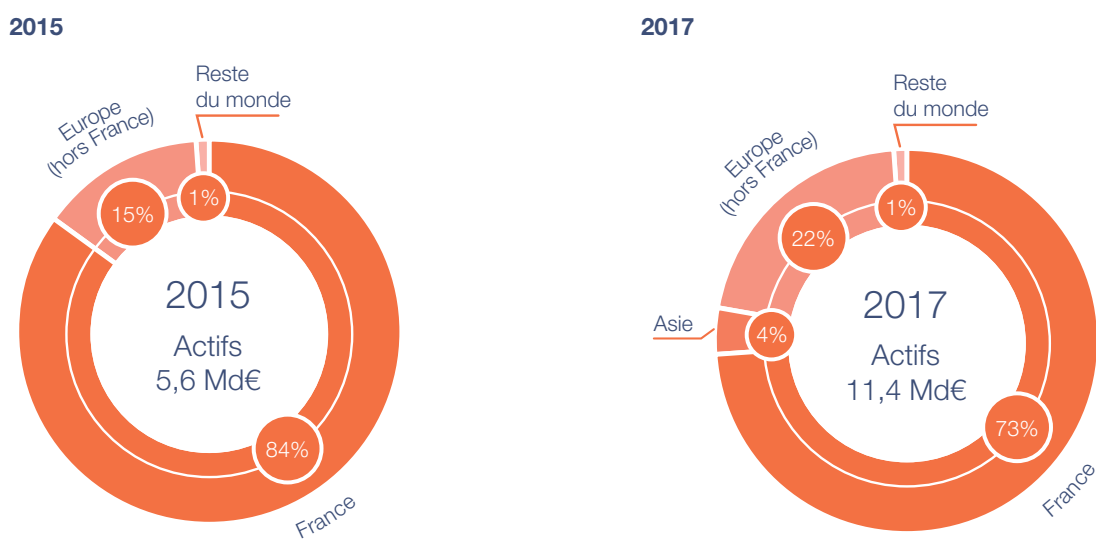 2015
Reste
du monde
Europe
(hors France)
1%
15%
2015
Actifs
5,6 Md€
84%
France
2017
Reste
du monde
Europe
(hors France)
1%
22%
Asie
4%
2017
Actifs
11,4 Md€
73%
France